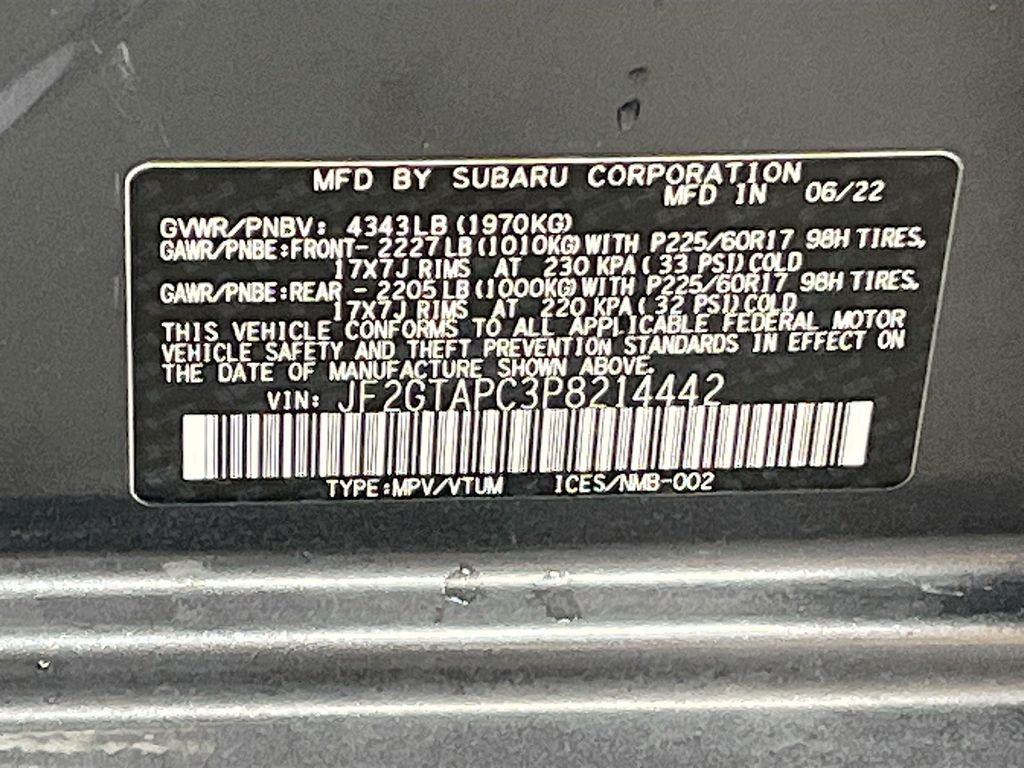 MFD BY SUBARU CORPORATION
MFD IN 06/22
GVWR/PNBV: 4343LB (1970KG)
GAWR/PNBE:FRONT- 2227LB (1010KG) WITH P225/60R17 98H TIRES,
17X7J RIMS AT 230 KPA ( 33 PSI) COLD
GAWR/PNBE:REAR - 2205LB (1000KG) WITH P225/60R17 98H TIRES,
17X7J RIMS AT 220 KPA ( 32 PSI) COLD
THIS VEHICLE CONFORMS TO ALL APPLICABLE FEDERAL MOTOR
VEHICLE SAFETY AND THEFT PREVENTION STANDARDS IN EFFECT ON
THE DATE OF MANUFACTURE SHOWN ABOVE.
VIN: JF2GTAPC3P8214442
TYPE:MPV/VTUM ICES/NMB-002